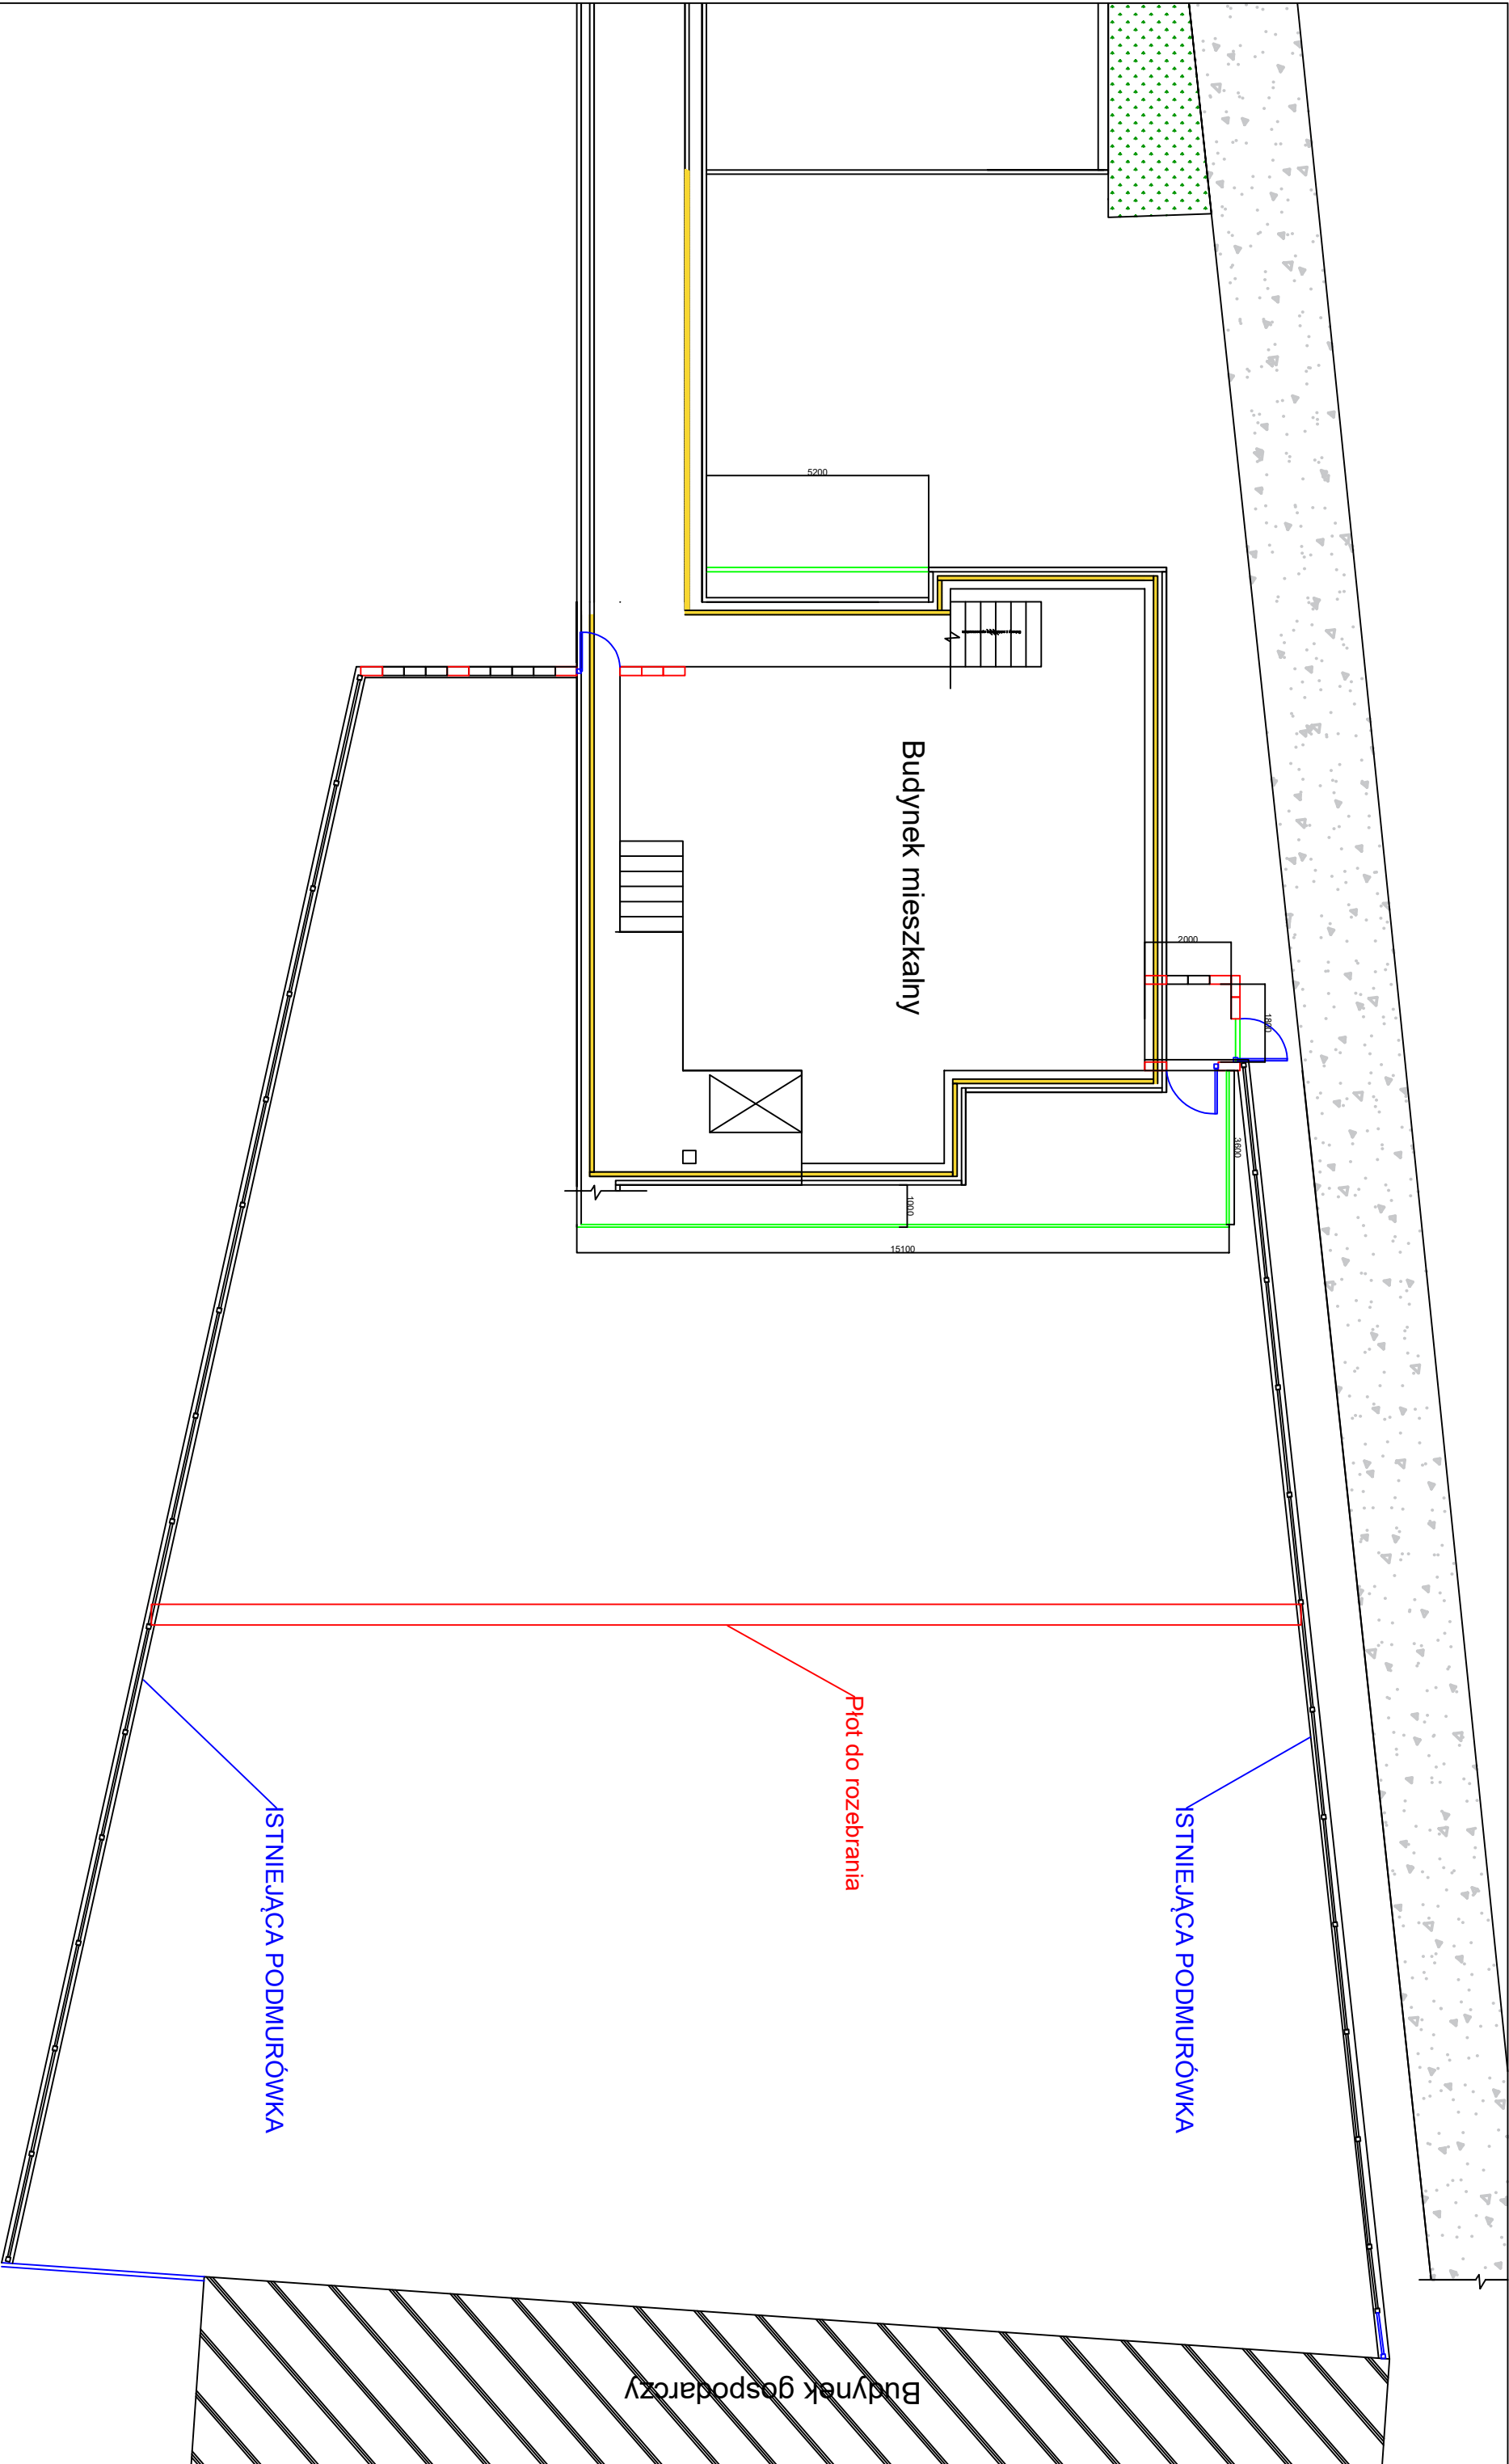 5200
Budynek mieszkalny
2000
1800
3600
1000
15100
Płot do rozebrania
ISTNIEJĄCA PODMURÓWKA
ISTNIEJĄCA PODMURÓWKA
Budynek gospodarczy